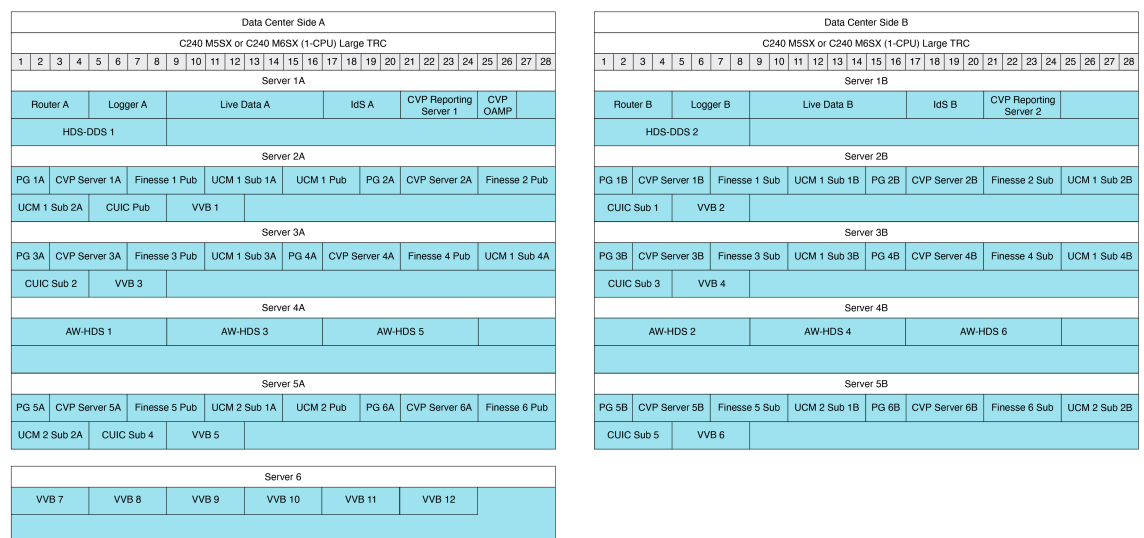 Data Center Side A
C240 M5SX or C240 M6SX (1-CPU) Large TRC
1 2 3 4 5 6 7 8 9 10 11 12 13 14 15 16 17 18 19 20 21 22 23 24 25 26 27 28
Server 1A
Router A Logger A Live Data A IdS A CVP Reporting Server 1 CVP OAMP
HDS-DDS 1
Server 2A
PG 1A CVP Server 1A Finesse 1 Pub UCM 1 Sub 1A UCM 1 Pub PG 2A CVP Server 2A Finesse 2 Pub
UCM 1 Sub 2A CUIC Pub VVB 1
Server 3A
PG 3A CVP Server 3A Finesse 3 Pub UCM 1 Sub 3A PG 4A CVP Server 4A Finesse 4 Pub UCM 1 Sub 4A
CUIC Sub 2 VVB 3
Server 4A
AW-HDS 1 AW-HDS 3 AW-HDS 5
Server 5A
PG 5A CVP Server 5A Finesse 5 Pub UCM 2 Sub 1A UCM 2 Pub PG 6A CVP Server 6A Finesse 6 Pub
UCM 2 Sub 2A CUIC Sub 4 VVB 5
Server 6
VVB 7 VVB 8 VVB 9 VVB 10 VVB 11 VVB 12
Data Center Side B
C240 M5SX or C240 M6SX (1-CPU) Large TRC
1 2 3 4 5 6 7 8 9 10 11 12 13 14 15 16 17 18 19 20 21 22 23 24 25 26 27 28
Server 1B
Router B Logger B Live Data B IdS B CVP Reporting Server 2
HDS-DDS 2
Server 2B
PG 1B CVP Server 1B Finesse 1 Sub UCM 1 Sub 1B PG 2B CVP Server 2B Finesse 2 Sub UCM 1 Sub 2B
CUIC Sub 1 VVB 2
Server 3B
PG 3B CVP Server 3B Finesse 3 Sub UCM 1 Sub 3B PG 4B CVP Server 4B Finesse 4 Sub UCM 1 Sub 4B
CUIC Sub 3 VVB 4
Server 4B
AW-HDS 2 AW-HDS 4 AW-HDS 6
Server 5B
PG 5B CVP Server 5B Finesse 5 Sub UCM 2 Sub 1B PG 6B CVP Server 6B Finesse 6 Sub UCM 2 Sub 2B
CUIC Sub 5 VVB 6